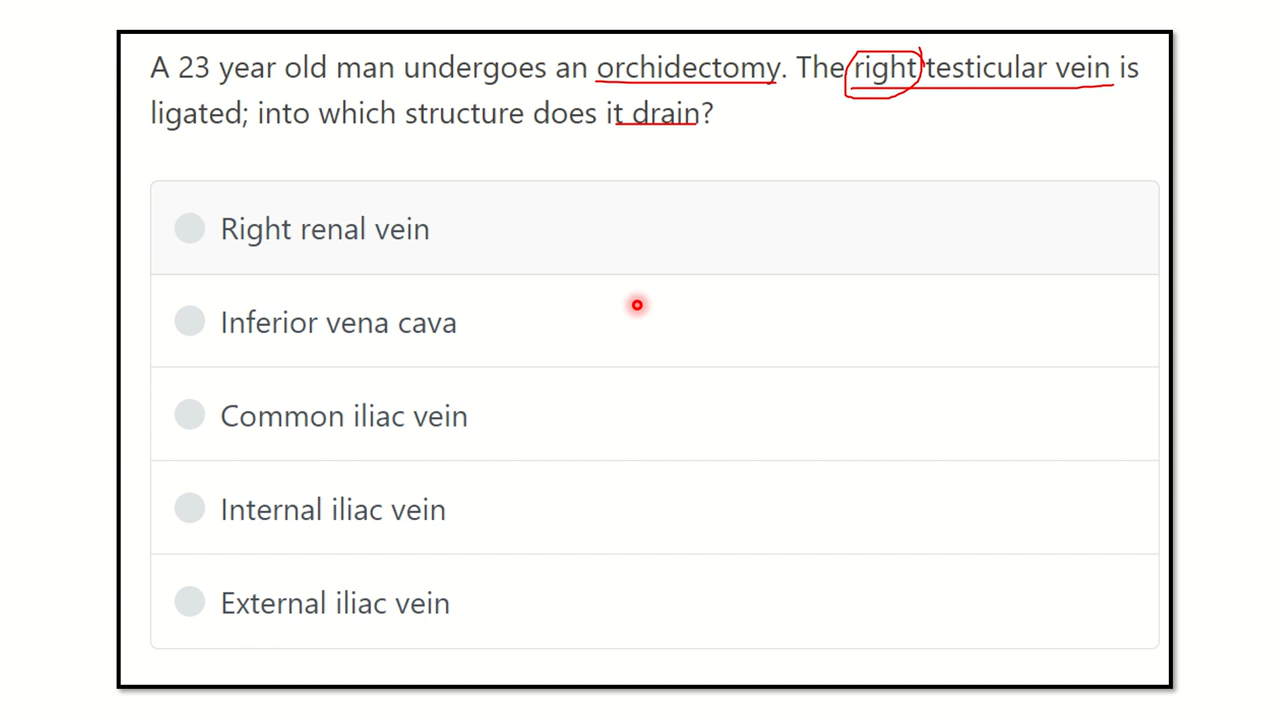 A 23 year old man undergoes an orchidectomy. The right testicular vein is
ligated; into which structure does it drain?
Right renal vein
Inferior vena cava
Common iliac vein
Internal iliac vein
External iliac vein